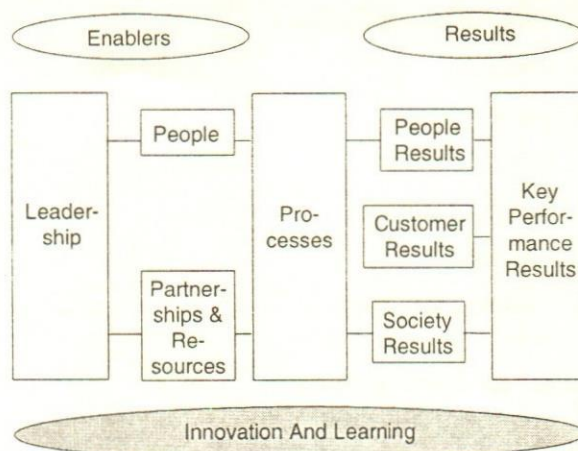 Enablers
Results
Leader-
ship
People
Partner-
ships &
Re-
sources
Pro-
cesses
People
Results
Customer
Results
Society
Results
Key
Perfor-
mance
Results
Innovation And Learning